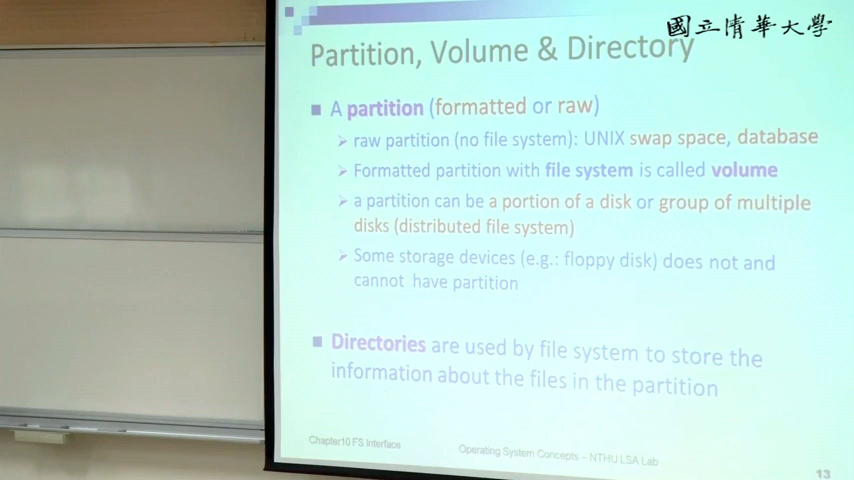 國立清華大學
Partition, Volume & Directory
A partition (formatted or raw)
raw partition (no file system): UNIX swap space, database
Formatted partition with file system is called volume
a partition can be a portion of a disk or group of multiple
disks (distributed file system)
Some storage devices (e.g.: floppy disk) does not and
cannot have partition
Directories are used by file system to store the
information about the files in the partition
Chapter10 FS Interface
Operating System Concepts – NTHU LSA Lab
13